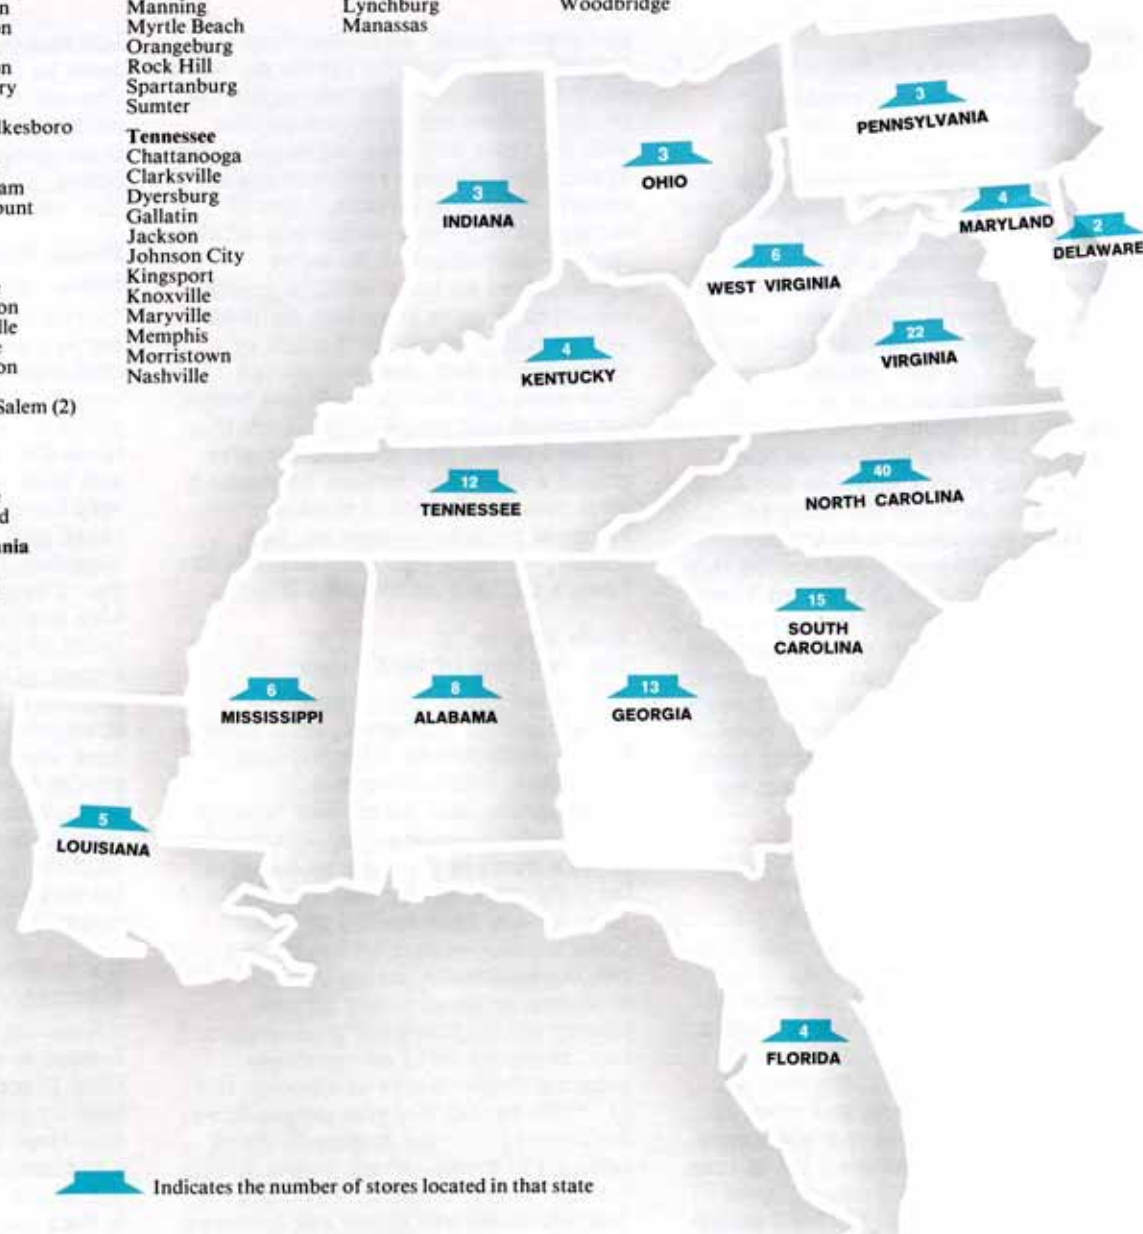 Manning
Myrtle Beach
Orangeburg
Rock Hill
Spartanburg
Sumter
Tennessee
Chattanooga
Clarksville
Dyersburg
Gallatin
Jackson
Johnson City
Kingsport
Knoxville
Maryville
Memphis
Morristown
Nashville
Salem (2)
Lynchburg
Manassas
Woodbridge
3
PENNSYLVANIA
3
OHIO
3
INDIANA
4
MARYLAND
2
DELAWARE
6
WEST VIRGINIA
22
VIRGINIA
4
KENTUCKY
40
NORTH CAROLINA
12
TENNESSEE
15
SOUTH
CAROLINA
6
MISSISSIPPI
8
ALABAMA
13
GEORGIA
5
LOUISIANA
4
FLORIDA
Indicates the number of stores located in that state